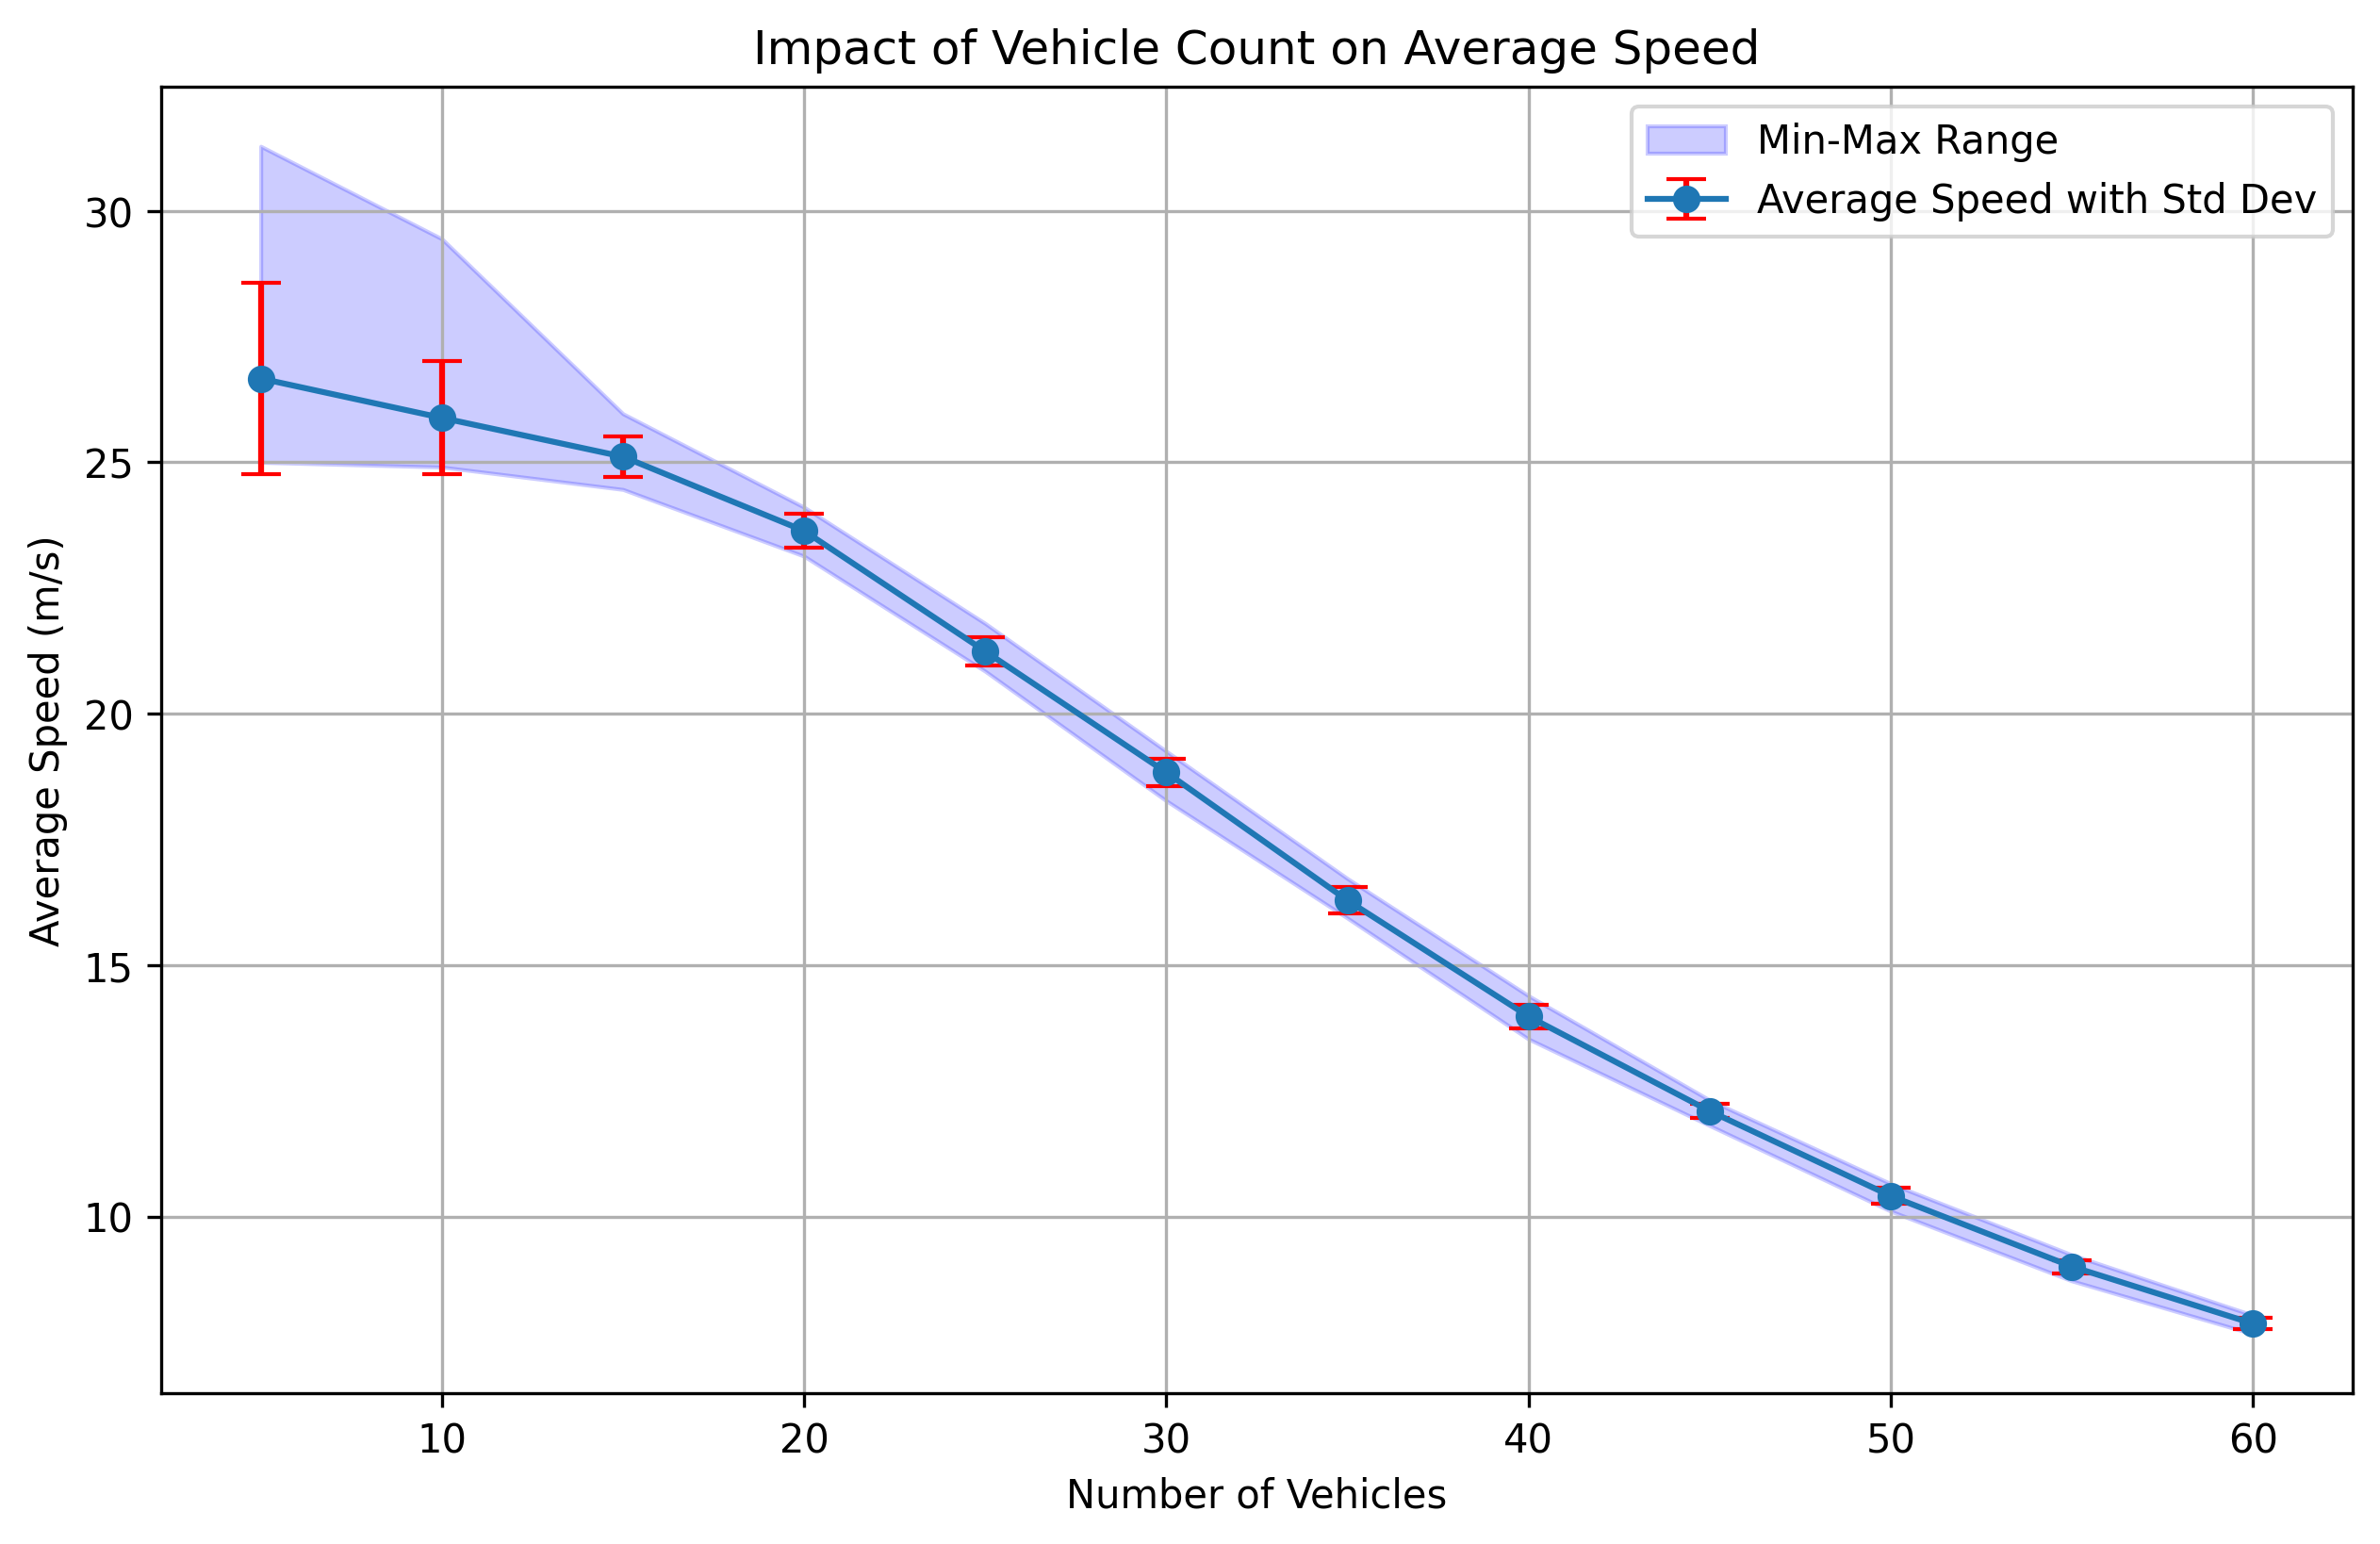 Impact of Vehicle Count on Average Speed
Min-Max Range
Average Speed with Std Dev
Average Speed (m/s)
30
25
20
15
10
10
20
30
40
50
60
Number of Vehicles